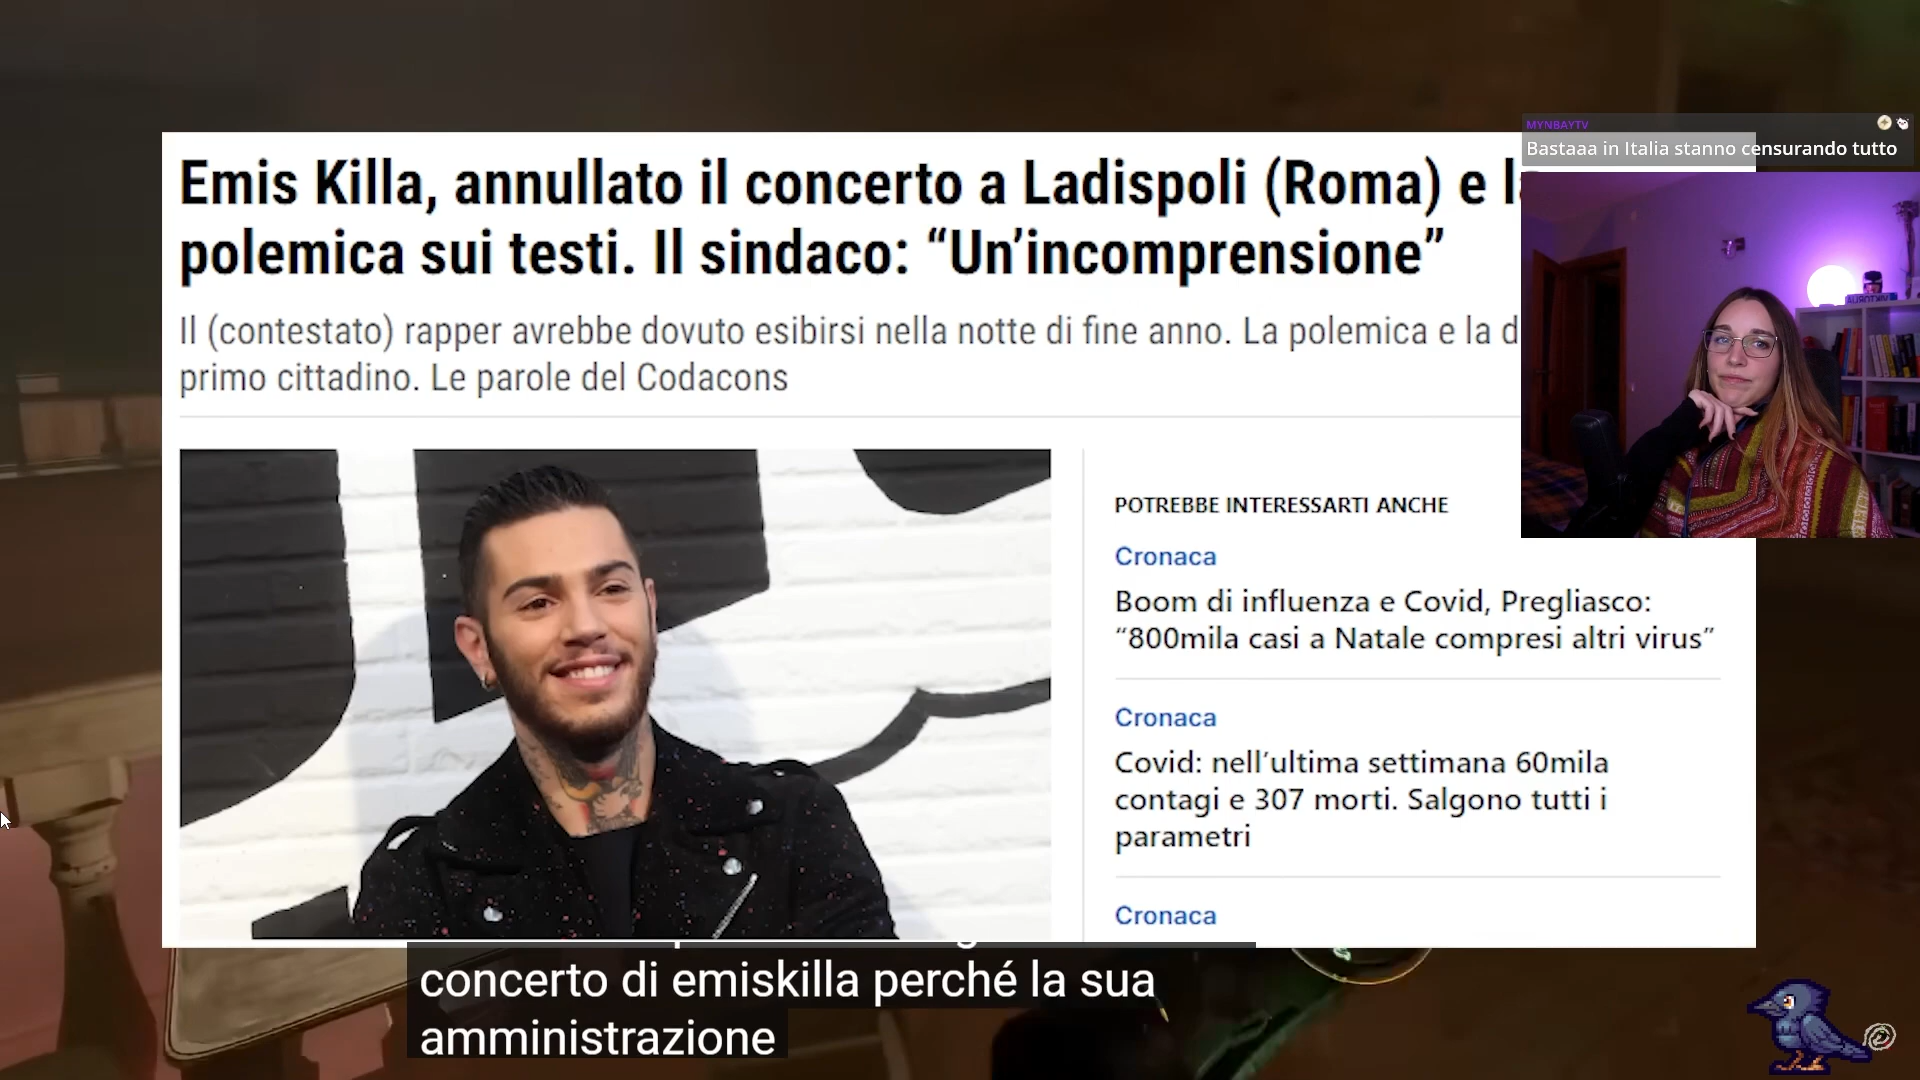 MYNBAYTV
Bastaaa in Italia stanno censurando tutto
Emis Killa, annullato il concerto a Ladispoli (Roma) e
polemica sui testi. Il sindaco: “Un’incomprensione”
Il (contestato) rapper avrebbe dovuto esibirsi nella notte di fine anno. La polemica e la
primo cittadino. Le parole del Codacons
POTREBBE INTERESSARTI ANCHE
Cronaca
Boom di influenza e Covid, Pregliasco:
“800mila casi a Natale compresi altri virus”
Cronaca
Covid: nell’ultima settimana 60mila
contagi e 307 morti. Salgono tutti i
parametri
Cronaca
concerto di emiskilla perché la sua
amministrazione